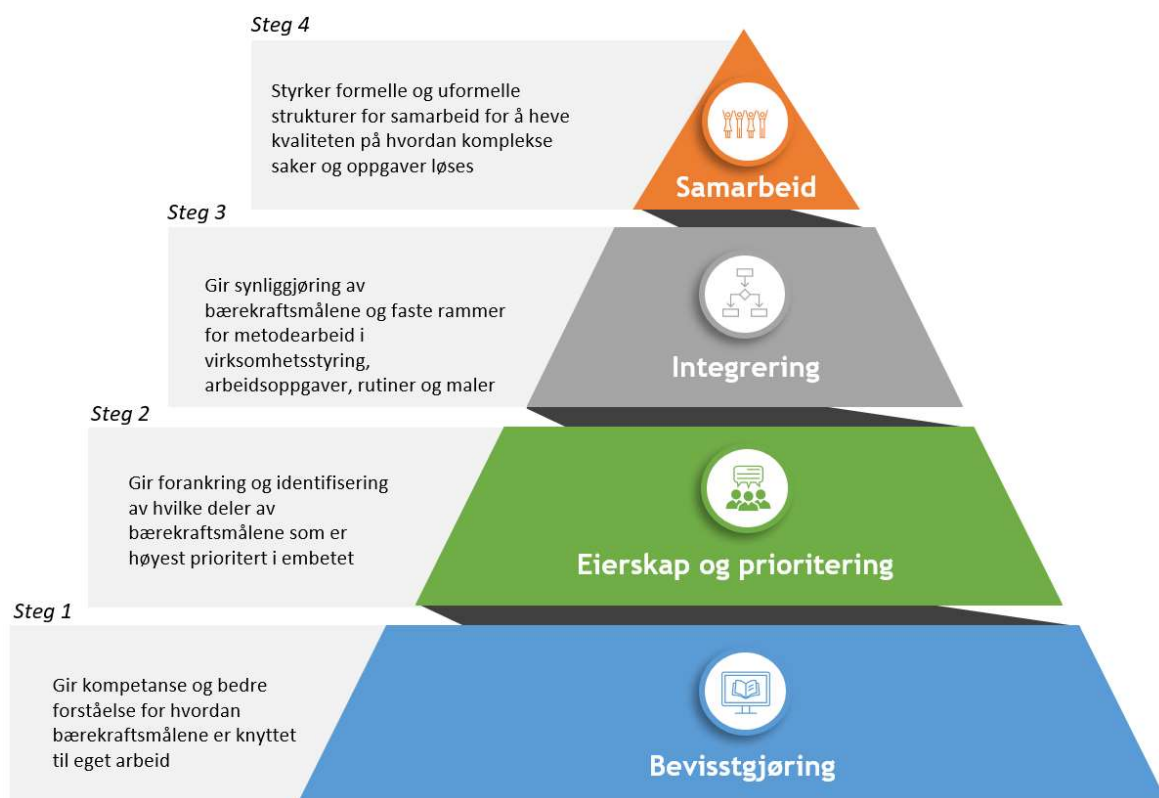 Steg 4
Styrker formelle og uformelle
strukturer for samarbeid for å heve
kvaliteten på hvordan komplekse
saker og oppgaver løses
Samarbeid
Steg 3
Gir synliggjøring av
bærekraftsmålene og faste rammer
for metodearbeid i
virksomhetsstyring,
arbeidsoppgaver, rutiner og maler
Integrering
Steg 2
Gir forankring og identifisering
av hvilke deler av
bærekraftsmålene som er
høyest prioritert i embetet
Eierskap og prioritering
Steg 1
Gir kompetanse og bedre
forståelse for hvordan
bærekraftsmålene er knyttet
til eget arbeid
Bevisstgjøring